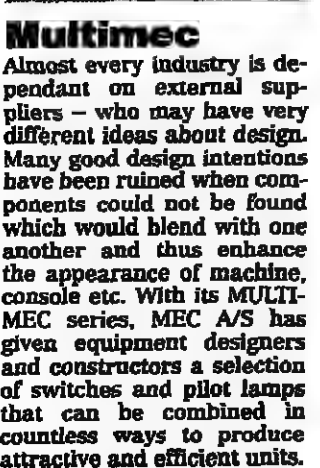 Multimec
Almost every industry is de-
pendant on external sup-
pliers – who may have very
different ideas about design.
Many good design intentions
have been ruined when com-
ponents could not be found
which would blend with one
another and thus enhance
the appearance of machine,
console etc. With its MULTI-
MEC series, MEC A/S has
given equipment designers
and constructors a selection
of switches and pilot lamps
that can be combined in
countless ways to produce
attractive and efficient units.